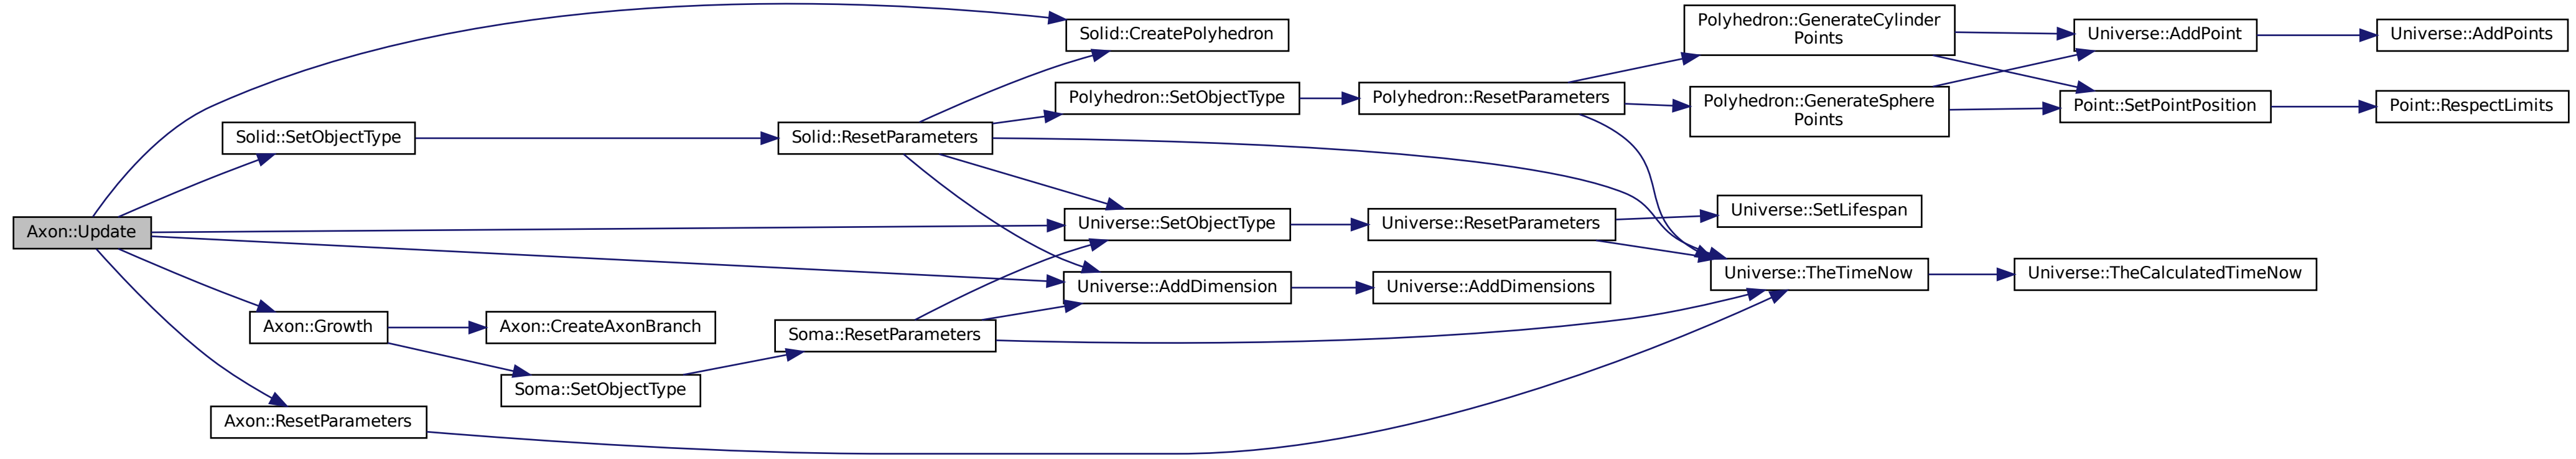 Axon::Update
Solid::SetObjectType
Axon::Growth
Axon::ResetParameters
Axon::CreateAxonBranch
Soma::SetObjectType
Solid::ResetParameters
Soma::ResetParameters
Solid::CreatePolyhedron
Polyhedron::SetObjectType
Universe::SetObjectType
Universe::AddDimension
Polyhedron::ResetParameters
Universe::ResetParameters
Universe::AddDimensions
Polyhedron::GenerateCylinder
Points
Polyhedron::GenerateSphere
Points
Universe::SetLifespan
Universe::TheTimeNow
Universe::AddPoint
Point::SetPointPosition
Universe::TheCalculatedTimeNow
Universe::AddPoints
Point::RespectLimits